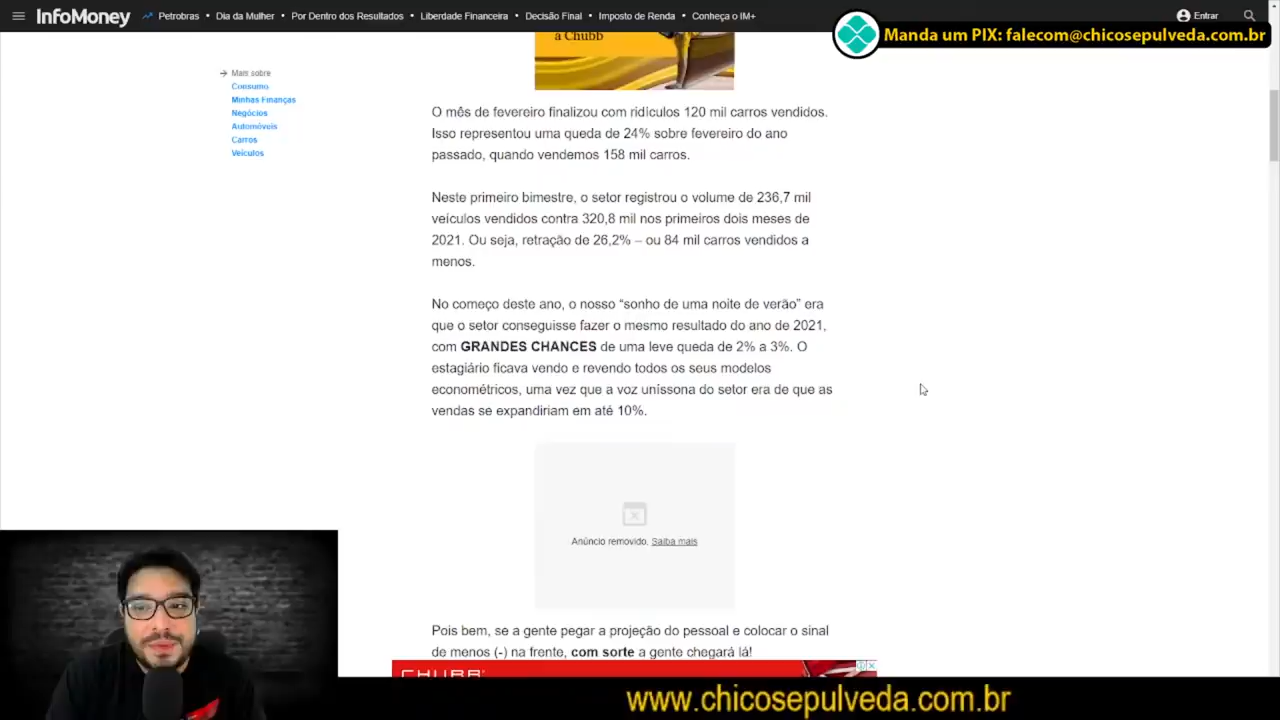 InfoMoney
Petrobras • Dia da Mulher • Por Dentro dos Resultados • Liberdade Financeira • Decisão Final • Imposto de Renda • Conheça o IM+
Entrar
Manda um PIX: falecom@chicosepulveda.com.br
à Chubb
Mais sobre
Consumo
Minhas Finanças
Negócios
Automóveis
Carros
Veículos
O mês de fevereiro finalizou com ridículos 120 mil carros vendidos.
Isso representou uma queda de 24% sobre fevereiro do ano
passado, quando vendemos 158 mil carros.
Neste primeiro bimestre, o setor registrou o volume de 236,7 mil
veículos vendidos contra 320,8 mil nos primeiros dois meses de
2021. Ou seja, retração de 26,2% – ou 84 mil carros vendidos a
menos.
No começo deste ano, o nosso “sonho de uma noite de verão” era
que o setor conseguisse fazer o mesmo resultado do ano de 2021,
com GRANDES CHANCES de uma leve queda de 2% a 3%. O
estagiário ficava vendo e revendo todos os seus modelos
econométricos, uma vez que a voz uníssona do setor era de que as
vendas se expandiriam em até 10%.
Anúncio removido. Saiba mais
Pois bem, se a gente pegar a projeção do pessoal e colocar o sinal
de menos (-) na frente, com sorte a gente chegará lá!
CHUBB
www.chicosepulveda.com.br